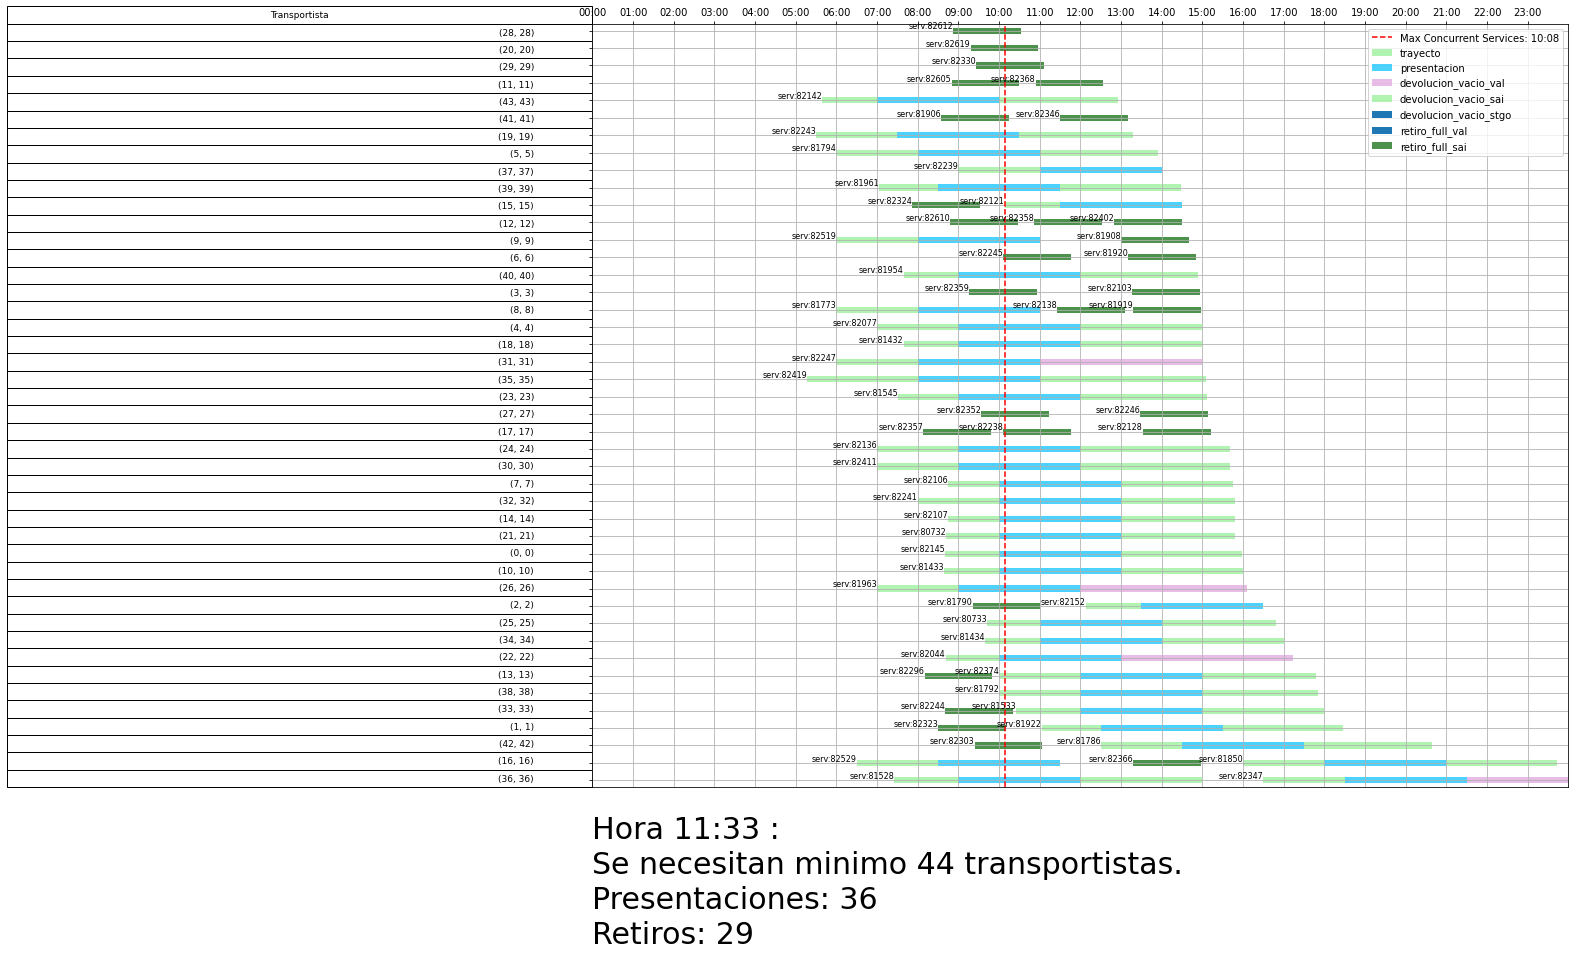 Transportista
00:00 01:00 02:00 03:00 04:00 05:00 06:00 07:00 08:00 09:00 10:00 11:00 12:00 13:00 14:00 15:00 16:00 17:00 18:00 19:00 20:00 21:00 22:00 23:00
Max Concurrent Services: 10:08
trayecto
presentacion
devolucion_vacio_val
devolucion_vacio_sai
devolucion_vacio_stgo
retiro_full_val
retiro_full_sai
(28, 28) serv:82612
(20, 20) serv:82619
(29, 29) serv:82330
(11, 11) serv:82605 serv:82368
(43, 43) serv:82142
(41, 41) serv:81906 serv:82346
(19, 19) serv:82243
(5, 5) serv:81794
(37, 37) serv:82239
(39, 39) serv:81961
(15, 15) serv:82324 serv:82121
(12, 12) serv:82610 serv:82358 serv:82402
(9, 9) serv:82519 serv:81908
(6, 6) serv:82245 serv:81920
(40, 40) serv:81954
(3, 3) serv:82359 serv:82103
(8, 8) serv:81773 serv:82138 serv:81919
(4, 4) serv:82077
(18, 18) serv:81432
(31, 31) serv:82247
(35, 35) serv:82419
(23, 23) serv:81545
(27, 27) serv:82352 serv:82246
(17, 17) serv:82357 serv:82238 serv:82128
(24, 24) serv:82136
(30, 30) serv:82411
(7, 7) serv:82106
(32, 32) serv:82241
(14, 14) serv:82107
(21, 21) serv:80732
(0, 0) serv:82145
(10, 10) serv:81433
(26, 26) serv:81963
(2, 2) serv:81790 serv:82152
(25, 25) serv:80733
(34, 34) serv:81434
(22, 22) serv:82044
(13, 13) serv:82296 serv:82374
(38, 38) serv:81792
(33, 33) serv:82244 serv:81533
(1, 1) serv:82323 serv:81922
(42, 42) serv:82303 serv:81786
(16, 16) serv:82529 serv:82366 serv:81850
(36, 36) serv:81528 serv:82347
Hora 11:33 :
Se necesitan minimo 44 transportistas.
Presentaciones: 36
Retiros: 29